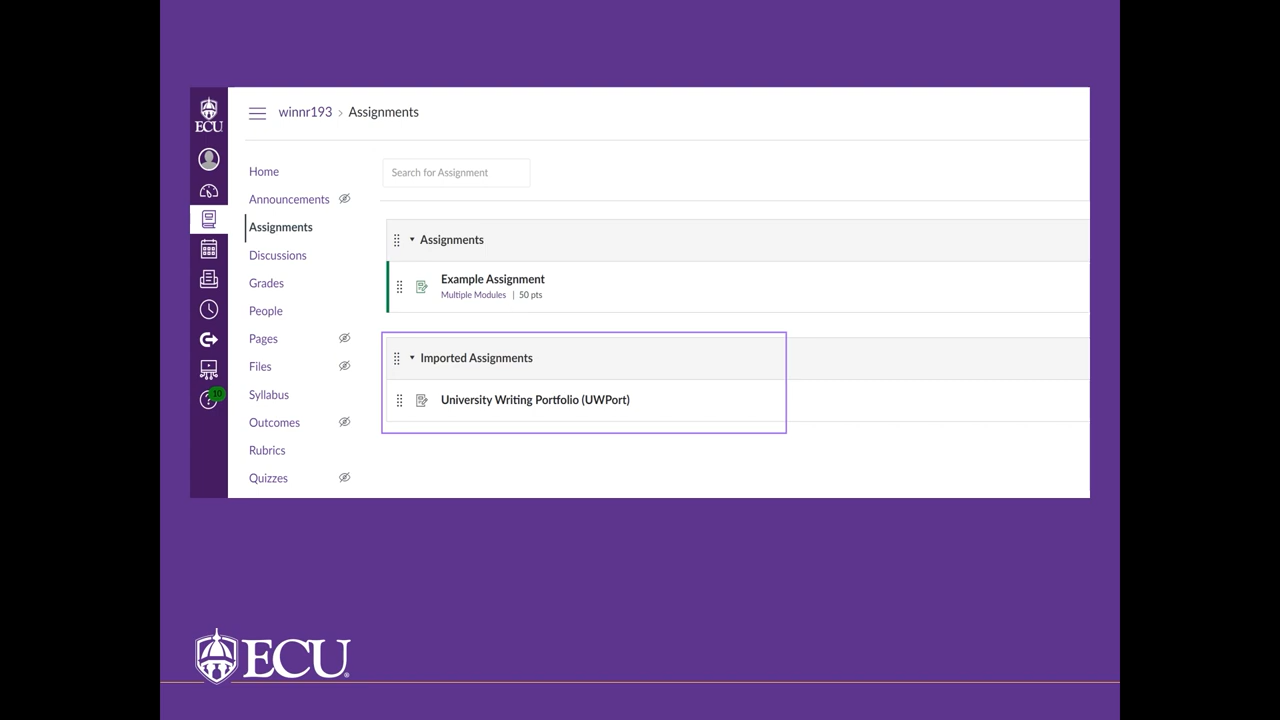 ECU
winnr193 › Assignments
Home
Announcements
Assignments
Discussions
Grades
People
Pages
Files
Syllabus
Outcomes
Rubrics
Quizzes
10
Search for Assignment
Assignments
Example Assignment
Multiple Modules | 50 pts
Imported Assignments
University Writing Portfolio (UWPort)
ECU®